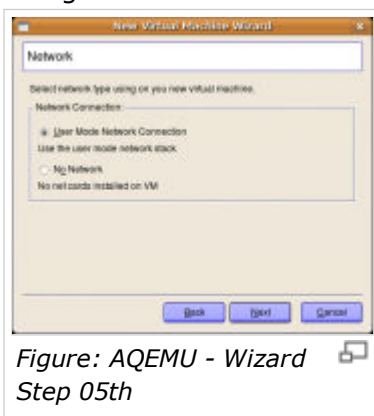 New Virtual Machine Wizard
Network
Select network type using on you new virtual machine.
Network Connection
User Mode Network Connection
Use the user mode network stack
No Network
No net cards installed on VM
Back Next Cancel
Figure: AQEMU - Wizard
Step 05th